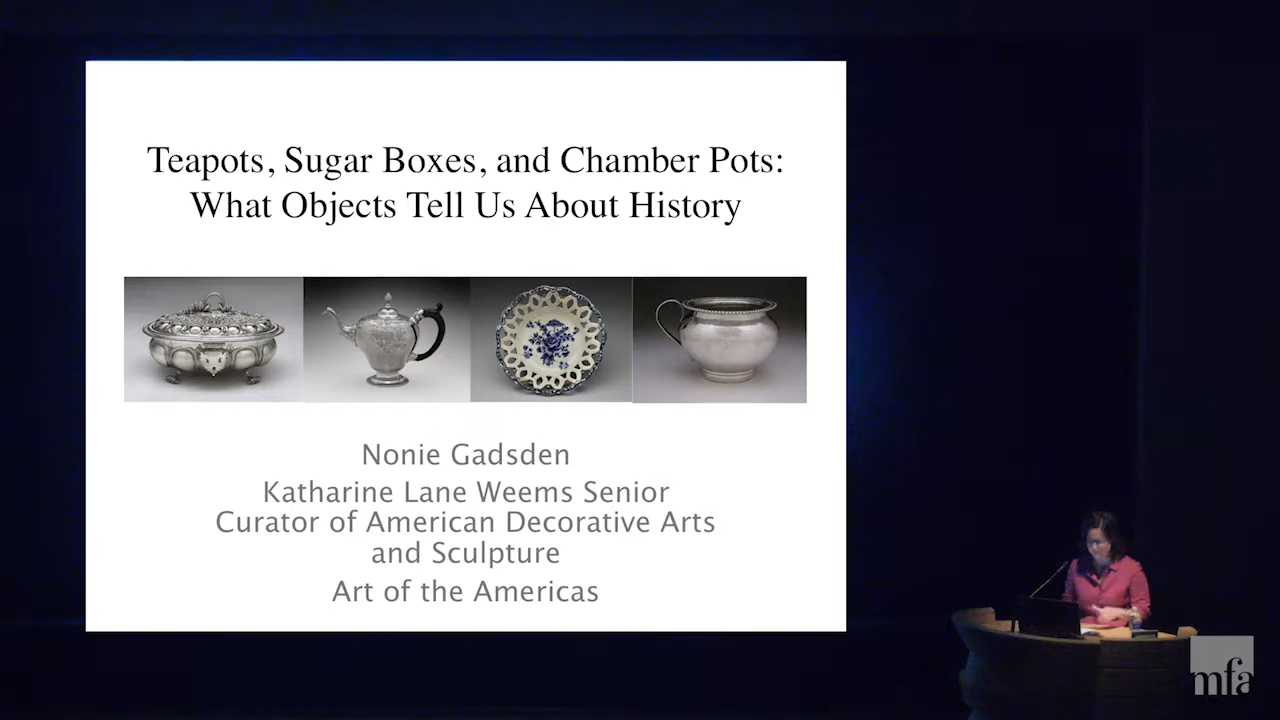 Teapots, Sugar Boxes, and Chamber Pots:
What Objects Tell Us About History
Nonie Gadsden
Katharine Lane Weems Senior
Curator of American Decorative Arts
and Sculpture
Art of the Americas
mfa